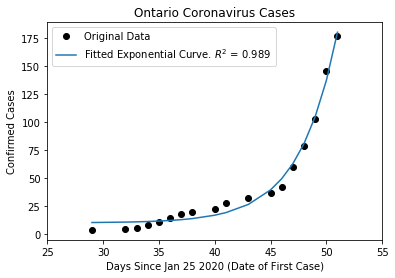 Ontario Coronavirus Cases
Original Data
Fitted Exponential Curve. R² = 0.989
Confirmed Cases
175
150
125
100
75
50
25
0
25 30 35 40 45 50 55
Days Since Jan 25 2020 (Date of First Case)